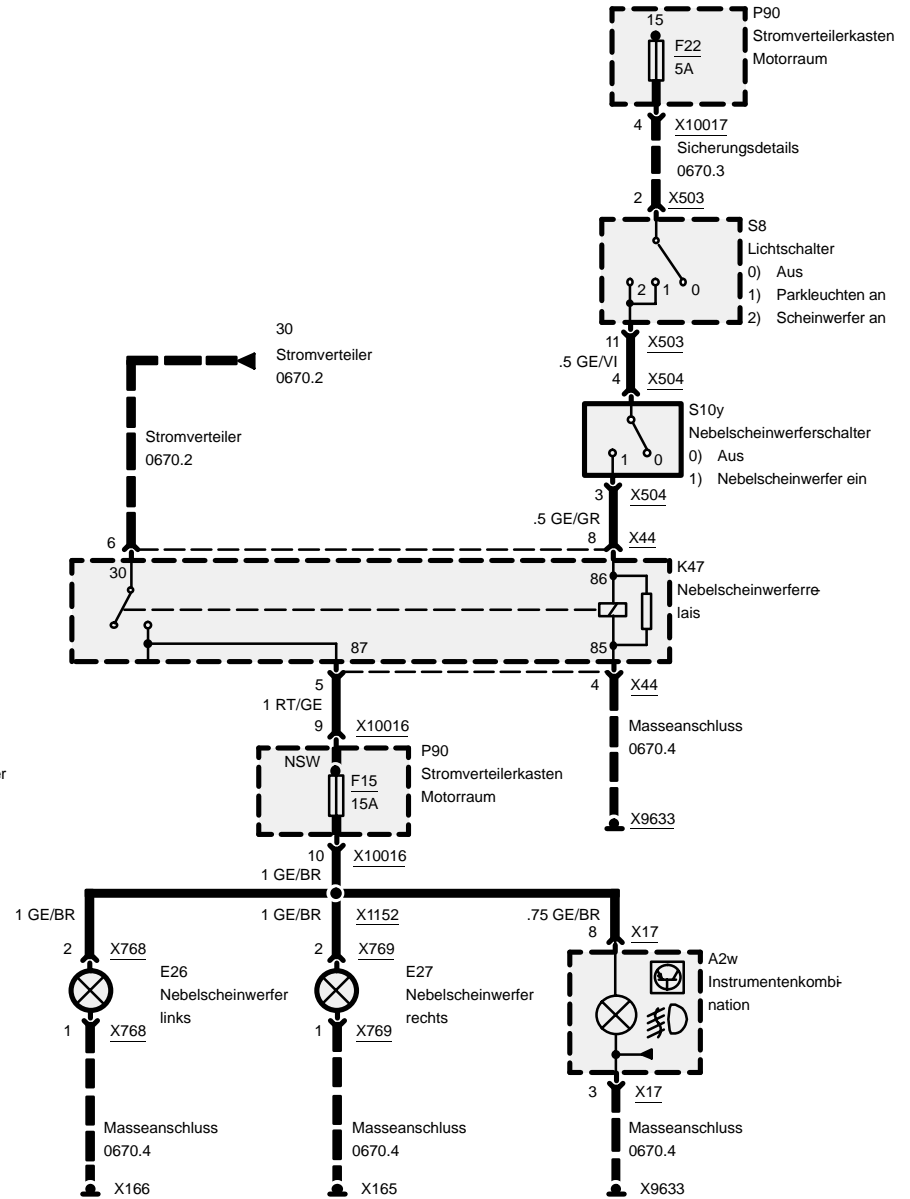 15
P90
F22
Stromverteilerkasten
5A
Motorraum
4
X10017
Sicherungsdetails
0670.3
2
X503
S8
Lichtschalter
0) Aus
1) Parkleuchten an
2) Scheinwerfer an
2 1 0
11
X503
.5 GE/VI
4
X504
30
Stromverteiler
0670.2
S10y
Nebelscheinwerferschalter
0) Aus
1) Nebelscheinwerfer ein
1 0
Stromverteiler
0670.2
3
X504
.5 GE/GR
6
8
X44
30
86
K47
Nebelscheinwerferre-
lais
87
85
5
4
X44
1 RT/GE
9
X10016
Masseanschluss
0670.4
NSW
P90
F15
Stromverteilerkasten
15A
Motorraum
er
X9633
10
X10016
1 GE/BR
1 GE/BR
1 GE/BR
X1152
.75 GE/BR
8
X17
2
X768
2
X769
E26
Nebelscheinwerfer
links
E27
Nebelscheinwerfer
rechts
A2w
Instrumentenkombi-
nation
1
X768
1
X769
3
X17
Masseanschluss
0670.4
Masseanschluss
0670.4
Masseanschluss
0670.4
X166
X165
X9633